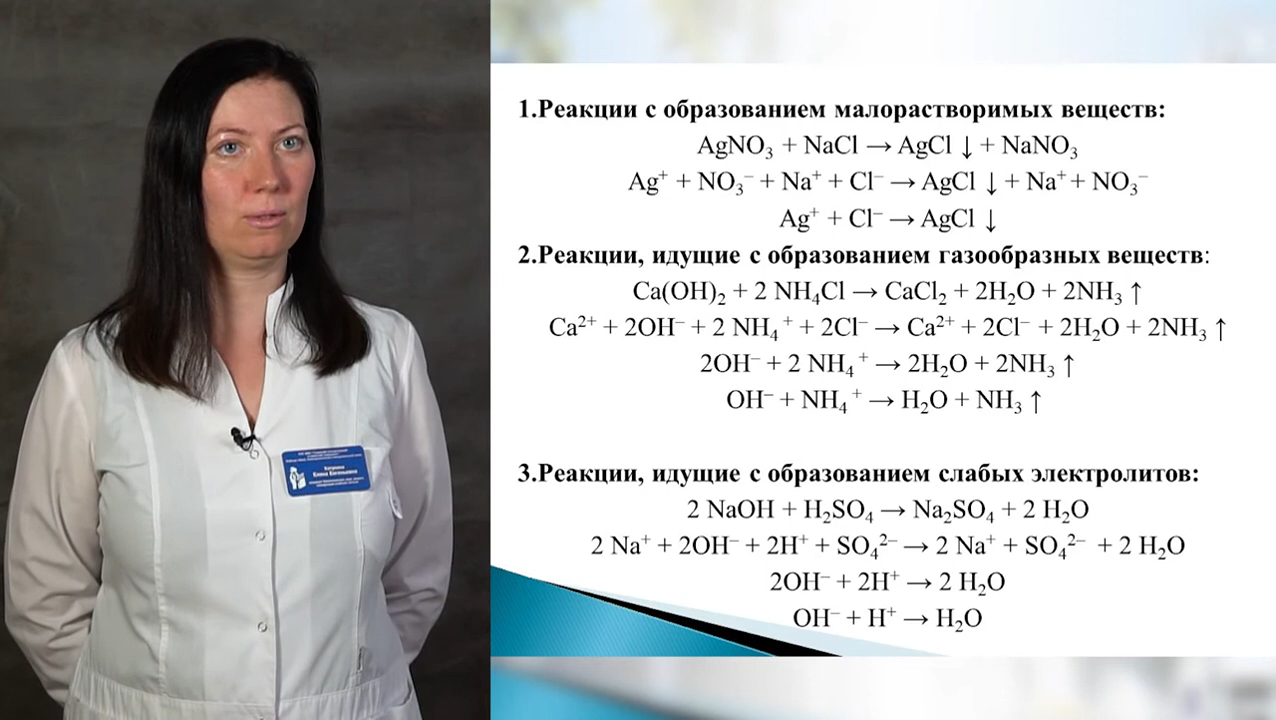 1.Реакции с образованием малорастворимых веществ:
AgNO₃ + NaCl → AgCl ↓ + NaNO₃
Ag⁺ + NO₃⁻ + Na⁺ + Cl⁻ → AgCl ↓ + Na⁺ + NO₃⁻
Ag⁺ + Cl⁻ → AgCl ↓
2.Реакции, идущие с образованием газообразных веществ:
Ca(OH)₂ + 2 NH₄Cl → CaCl₂ + 2H₂O + 2NH₃ ↑
Ca²⁺ + 2OH⁻ + 2 NH₄ ⁺ + 2Cl⁻ → Ca²⁺ + 2Cl⁻ + 2H₂O + 2NH₃ ↑
2OH⁻ + 2 NH₄ ⁺ → 2H₂O + 2NH₃ ↑
OH⁻ + NH₄ ⁺ → H₂O + NH₃ ↑
3.Реакции, идущие с образованием слабых электролитов:
2 NaOH + H₂SO₄ → Na₂SO₄ + 2 H₂O
2 Na⁺ + 2OH⁻ + 2H⁺ + SO₄²⁻ → 2 Na⁺ + SO₄²⁻ + 2 H₂O
2OH⁻ + 2H⁺ → 2 H₂O
OH⁻ + H⁺ → H₂O
Елена Евгеньевна